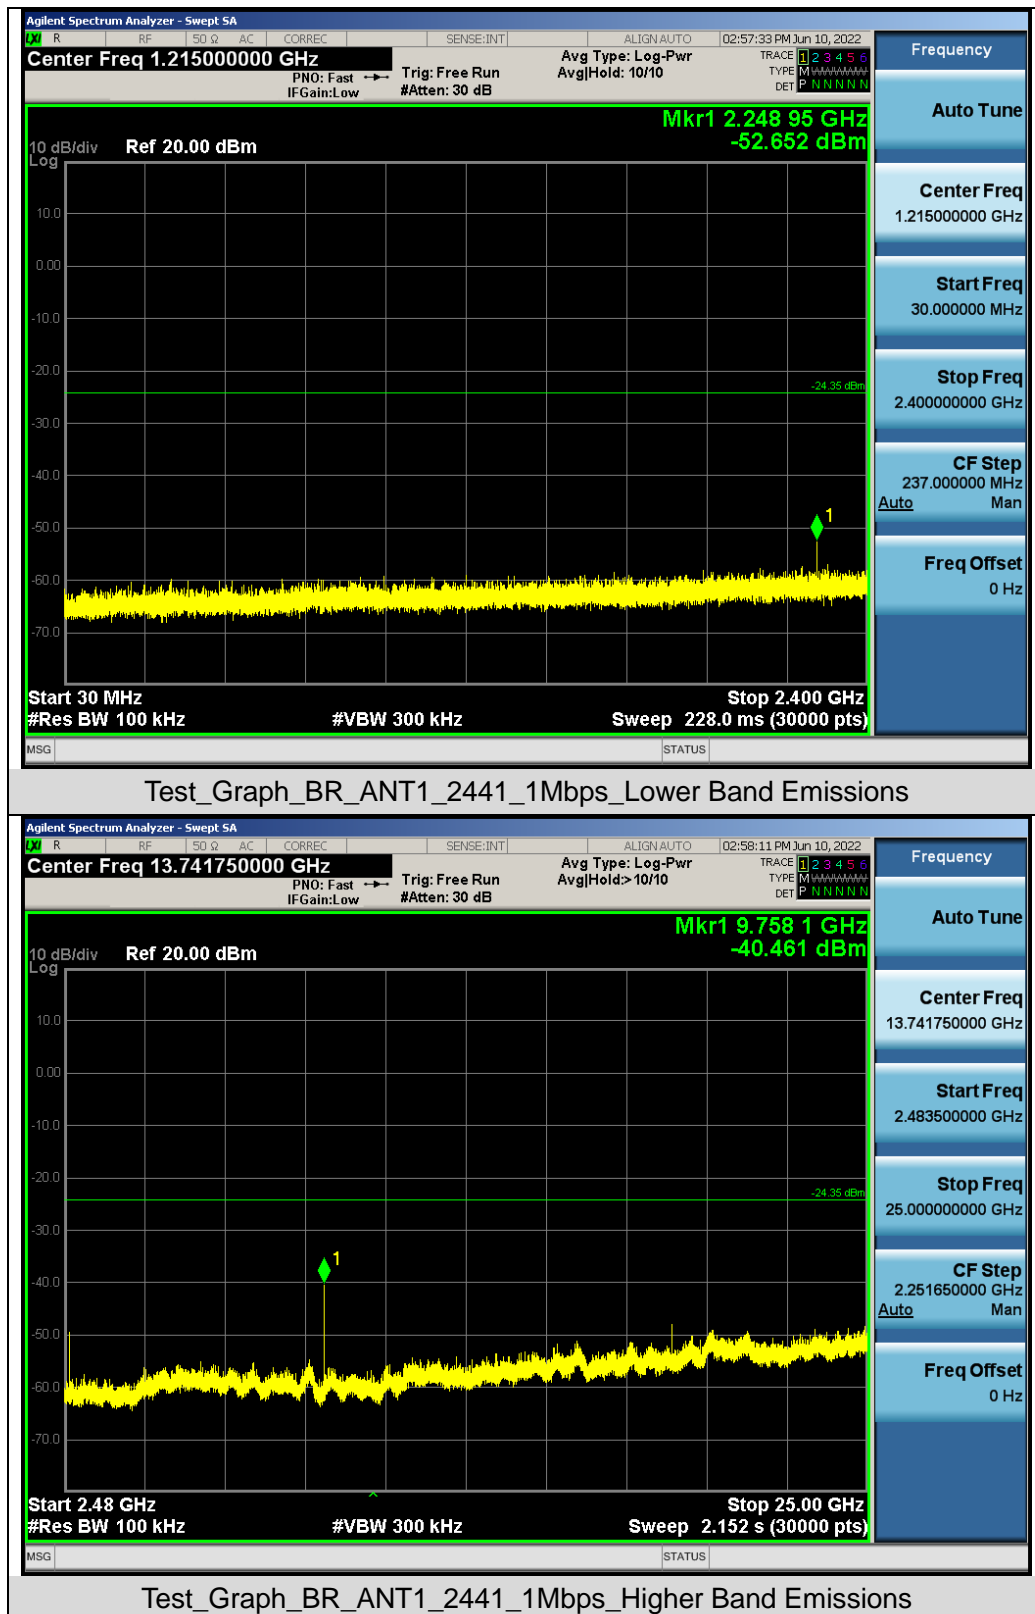 Agilent Spectrum Analyzer - Swept SA
LXI R RF 50 Ω AC CORREC SENSE:INT ALIGN AUTO 02:57:33 PM Jun 10, 2022
Center Freq 1.215000000 GHz
PNO: Fast Trig: Free Run
IFGain:Low #Atten: 30 dB
Avg Type: Log-Pwr
Avg|Hold: 10/10
TRACE 1 2 3 4 5 6
TYPE M W W W W W
DET P N N N N N
Mkr1 2.248 95 GHz
-52.652 dBm
10 dB/div Ref 20.00 dBm
Log
10.0
0.00
-10.0
-20.0
-24.35 dBm
-30.0
-40.0
-50.0
1
-60.0
-70.0
Start 30 MHz Stop 2.400 GHz
#Res BW 100 kHz #VBW 300 kHz Sweep 228.0 ms (30000 pts)
MSG STATUS
Frequency
Auto Tune
Center Freq
1.215000000 GHz
Start Freq
30.000000 MHz
Stop Freq
2.400000000 GHz
CF Step
237.000000 MHz
Auto Man
Freq Offset
0 Hz
Test_Graph_BR_ANT1_2441_1Mbps_Lower Band Emissions
Agilent Spectrum Analyzer - Swept SA
LXI R RF 50 Ω AC CORREC SENSE:INT ALIGN AUTO 02:58:11 PM Jun 10, 2022
Center Freq 13.741750000 GHz
PNO: Fast Trig: Free Run
IFGain:Low #Atten: 30 dB
Avg Type: Log-Pwr
Avg|Hold:> 10/10
TRACE 1 2 3 4 5 6
TYPE M W W W W W
DET P N N N N N
Mkr1 9.758 1 GHz
-40.461 dBm
10 dB/div Ref 20.00 dBm
Log
10.0
0.00
-10.0
-20.0
-24.35 dBm
-30.0
1
-40.0
-50.0
-60.0
-70.0
Start 2.48 GHz Stop 25.00 GHz
#Res BW 100 kHz #VBW 300 kHz Sweep 2.152 s (30000 pts)
MSG STATUS
Frequency
Auto Tune
Center Freq
13.741750000 GHz
Start Freq
2.483500000 GHz
Stop Freq
25.000000000 GHz
CF Step
2.251650000 GHz
Auto Man
Freq Offset
0 Hz
Test_Graph_BR_ANT1_2441_1Mbps_Higher Band Emissions